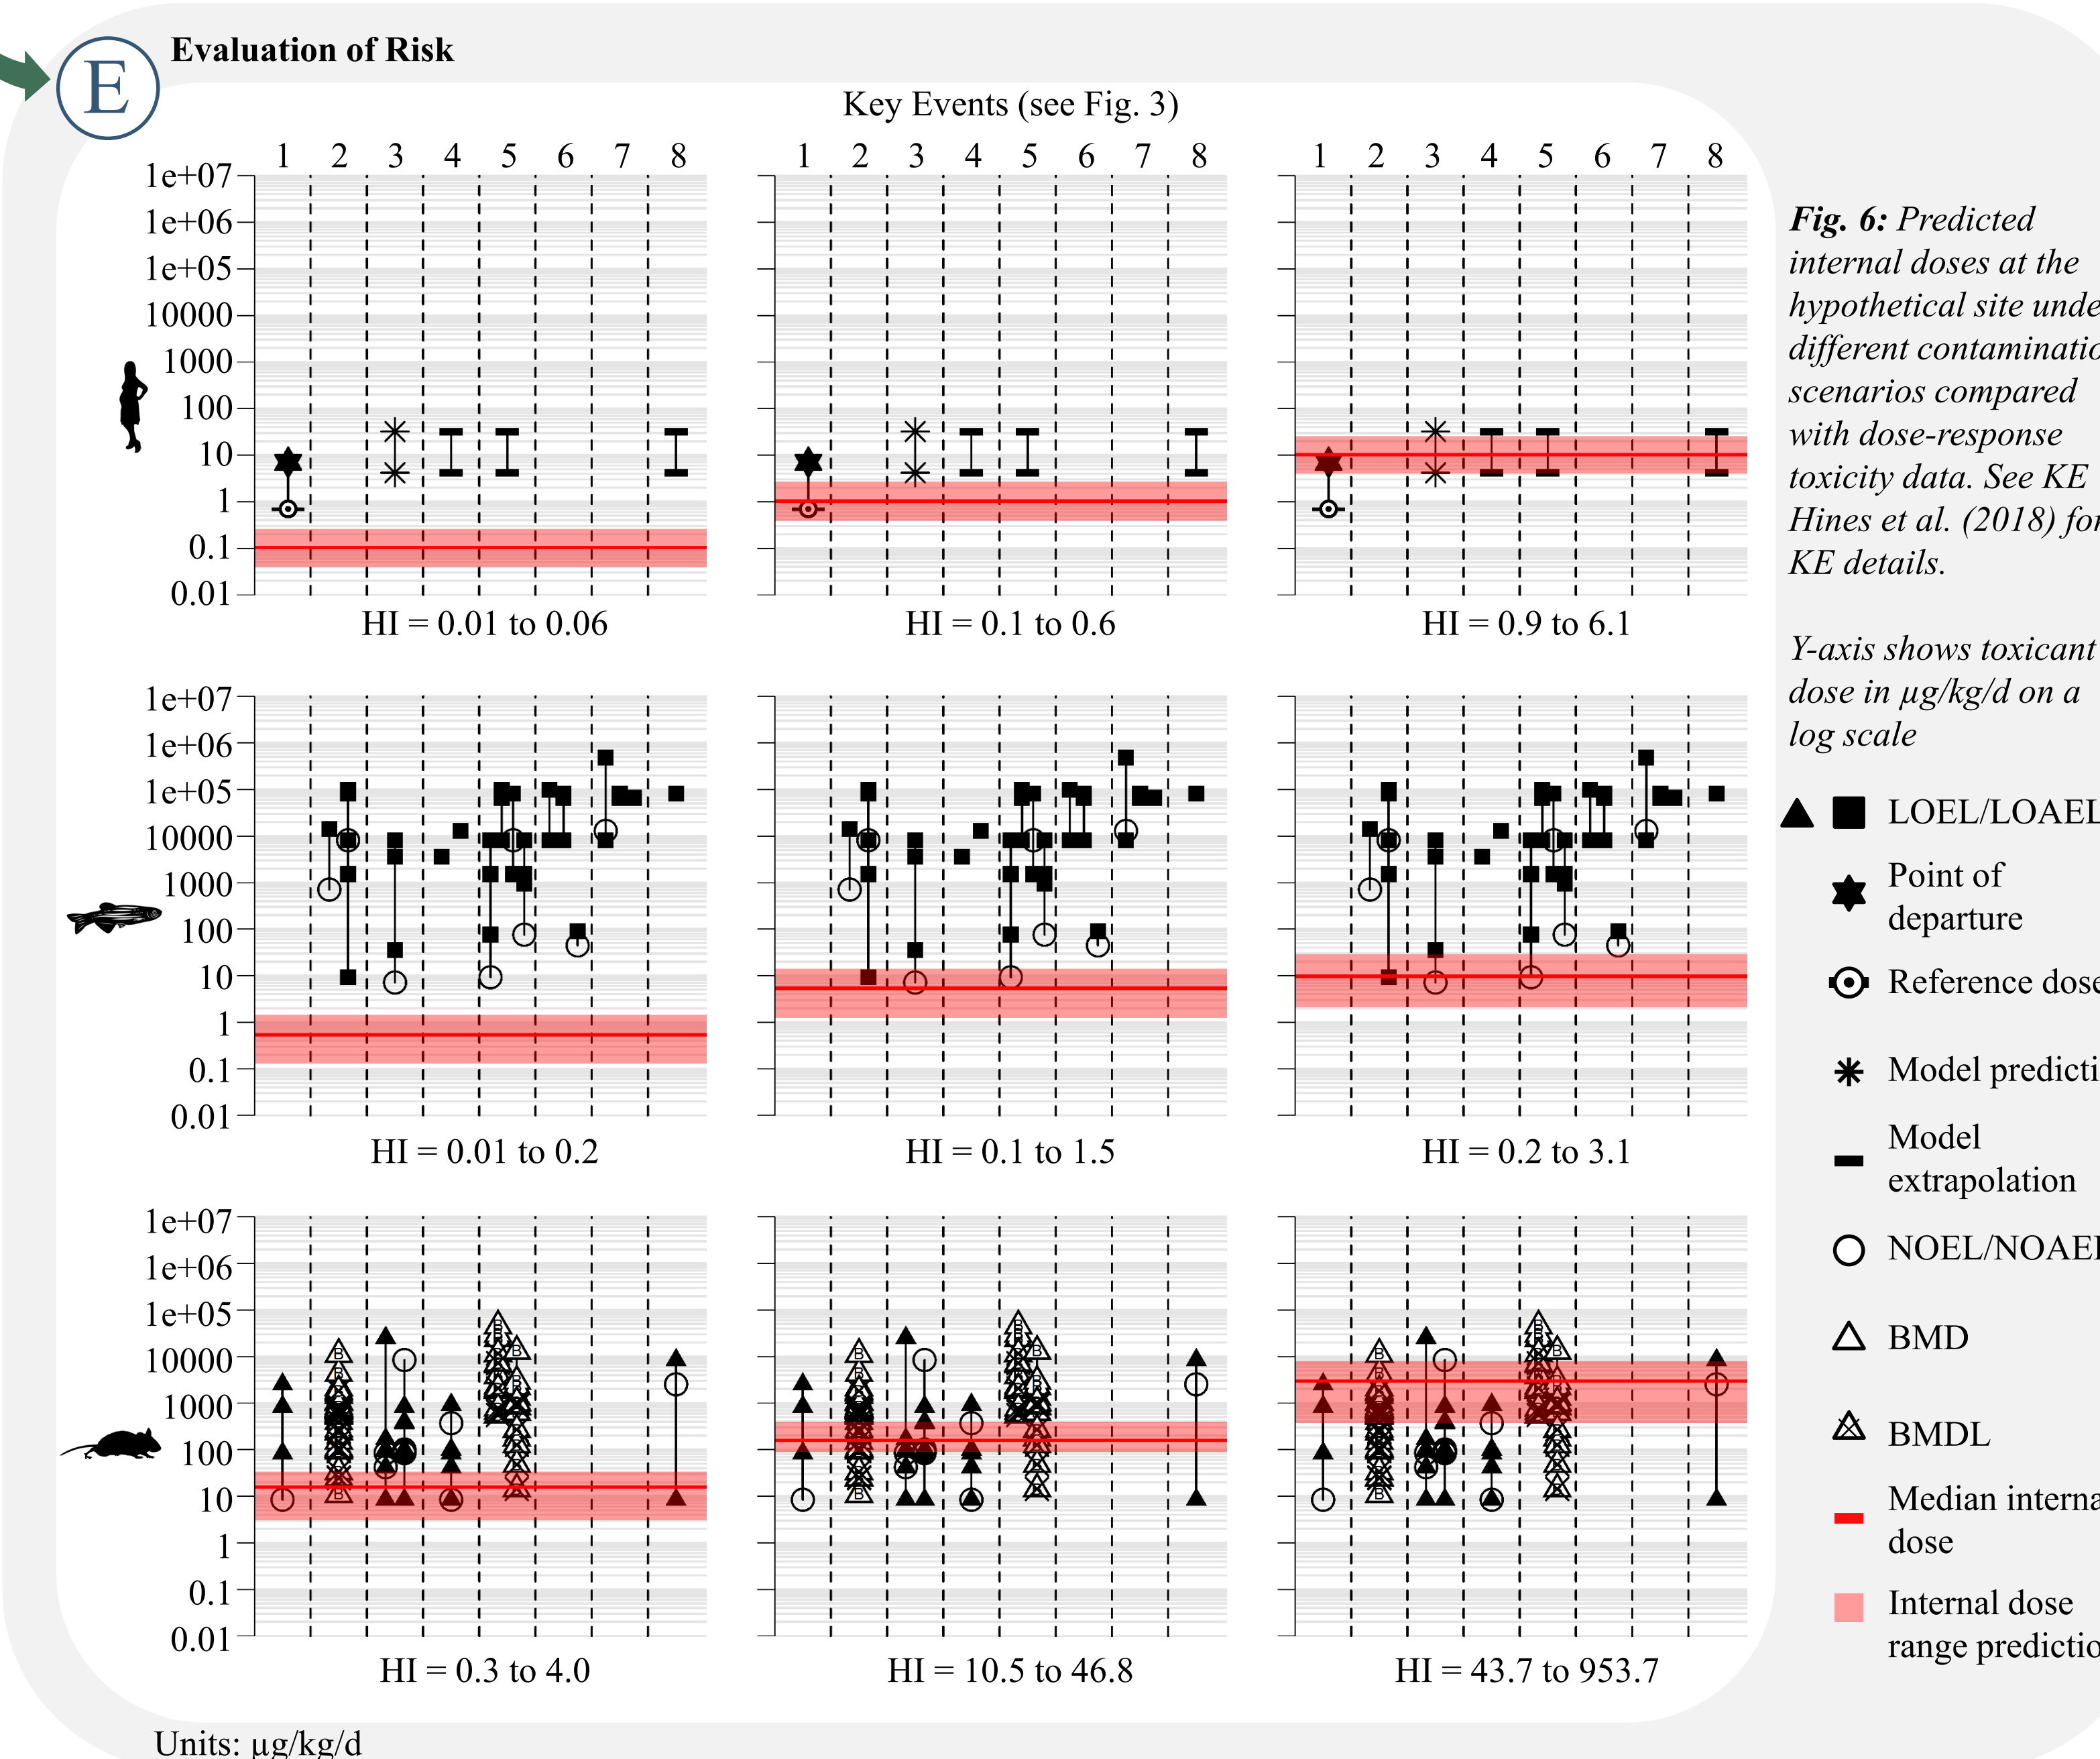 E
Evaluation of Risk
Key Events (see Fig. 3)
1 2 3 4 5 6 7 8
1 2 3 4 5 6 7 8
1 2 3 4 5 6 7 8
1e+07
1e+06
1e+05
10000
1000
100
10
1
0.1
0.01
HI = 0.01 to 0.06
HI = 0.1 to 0.6
HI = 0.9 to 6.1
1e+07
1e+06
1e+05
10000
1000
100
10
1
0.1
0.01
HI = 0.01 to 0.2
HI = 0.1 to 1.5
HI = 0.2 to 3.1
1e+07
1e+06
1e+05
10000
1000
100
10
1
0.1
0.01
HI = 0.3 to 4.0
HI = 10.5 to 46.8
HI = 43.7 to 953.7
Units: µg/kg/d
Fig. 6: Predicted
internal doses at the
hypothetical site unde
different contaminatio
scenarios compared
with dose-response
toxicity data. See KE
Hines et al. (2018) for
KE details.
Y-axis shows toxicant
dose in µg/kg/d on a
log scale
LOEL/LOAEL
Point of
departure
Reference dose
Model predicti
Model
extrapolation
NOEL/NOAEL
BMD
BMDL
Median interna
dose
Internal dose
range predictio